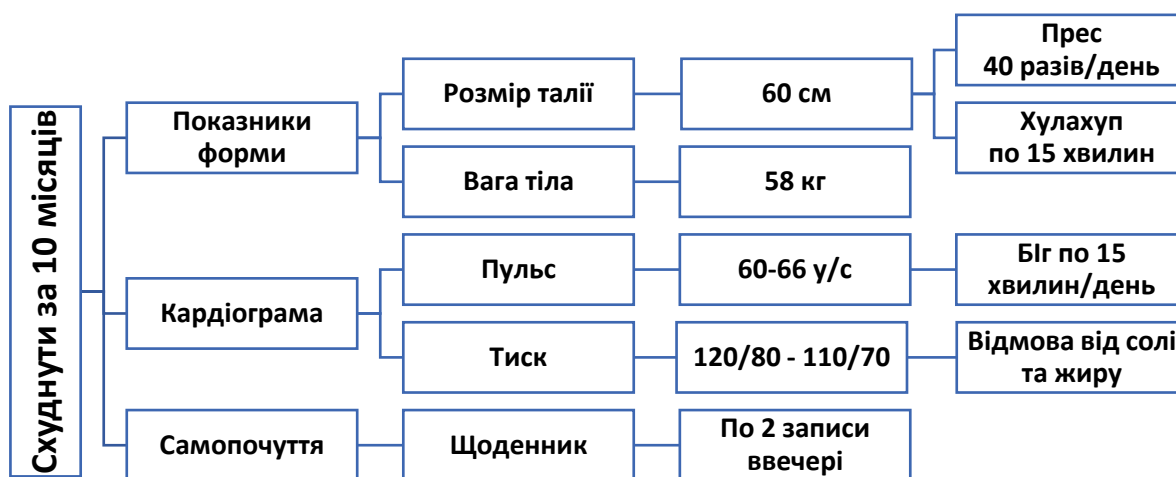 Схуднути за 10 місяців
Показники
форми
Розмір талії
60 см
Прес
40 разів/день
Хулахуп
по 15 хвилин
Вага тіла
58 кг
Кардіограма
Пульс
60-66 у/с
БІг по 15
хвилин/день
Тиск
120/80 - 110/70
Відмова від солі
та жиру
Самопочуття
Щоденник
По 2 записи
ввечері